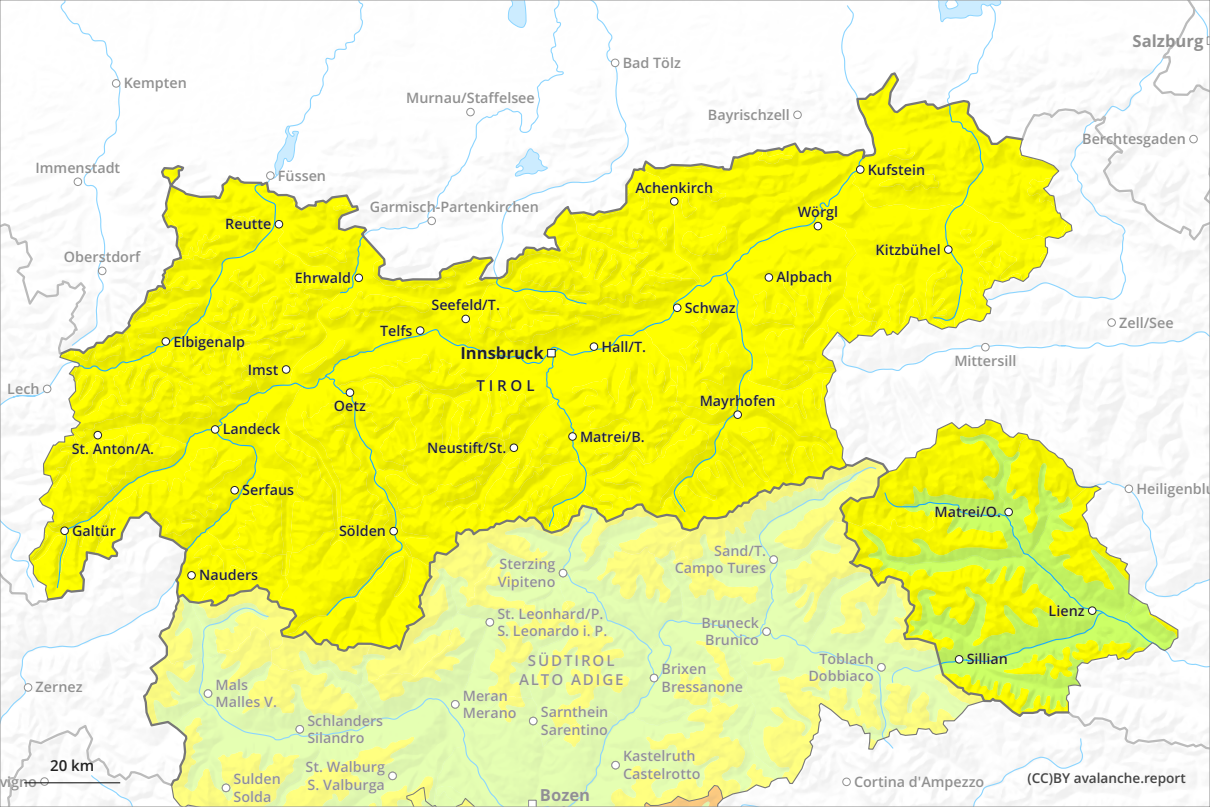 Salzburg
Kempten
Bad Tölz
Murnau/Staffelsee
Bayrischzell
Berchtesgaden
Immenstadt
Füssen
Kufstein
Achenkirch
Garmisch-Partenkirchen
Wörgl
Reutte
Kitzbühel
Oberstdorf
Ehrwald
Alpbach
Seefeld/T.
Schwaz
Zell/See
Telfs
Elbigenalp
Hall/T.
Innsbruck
Mittersill
Imst
TIROL
Lech
Oetz
Mayrhofen
Landeck
St. Anton/A.
Matrei/B.
Neustift/St.
Serfaus
Heiligenblu
Matrei/O.
Galtür
Sölden
Sand/T.
Campo Tures
Sterzing
Vipiteno
Nauders
St. Leonhard/P.
S. Leonardo i. P.
Lienz
Bruneck
Brunico
SÜDTIROL
ALTO ADIGE
Toblach
Dobbiaco
Sillian
Brixen
Bressanone
Zernez
Mals
Malles V.
Meran
Merano
Sarnthein
Sarentino
Schlanders
Silandro
Kastelruth
Castelrotto
20 km
St. Walburg
S. Valburga
Sulden
Solda
vigno
Cortina d'Ampezzo
(CC)BY avalanche.report
Bozen